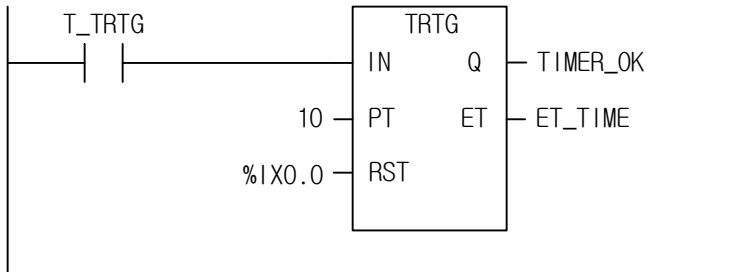 T_TRTG
TRTG
IN Q TIMER_OK
10 PT ET ET_TIME
%IX0.0 RST